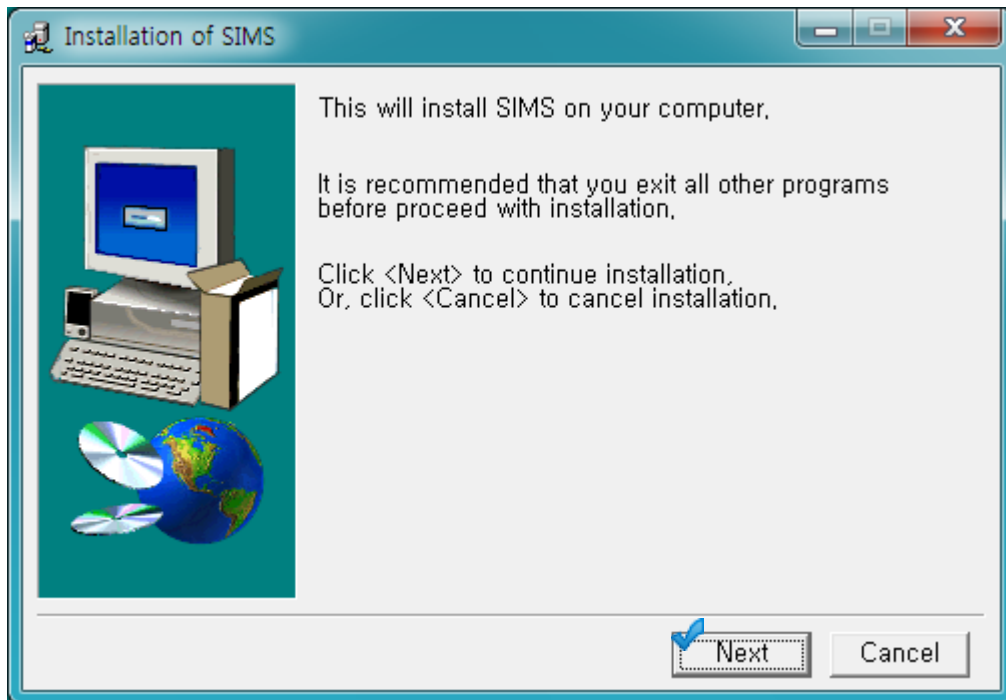 Installation of SIMS
This will install SIMS on your computer,
It is recommended that you exit all other programs
before proceed with installation,
Click <Next> to continue installation,
Or, click <Cancel> to cancel installation,
Next
Cancel